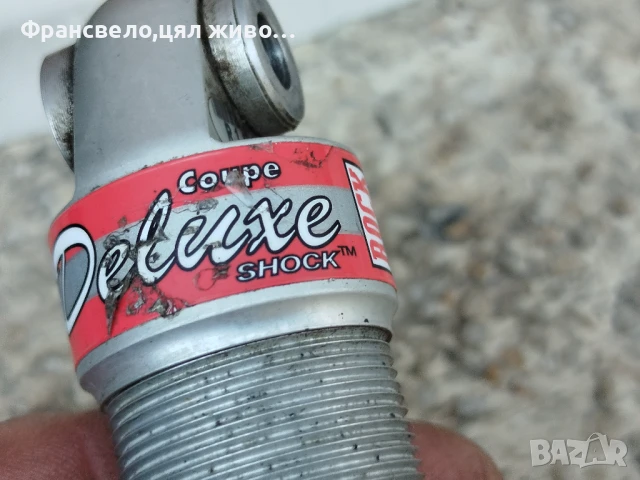 Франсвело,цял живо...
Coupe
Deluxe
SHOCK™
ROCK
BAZAR